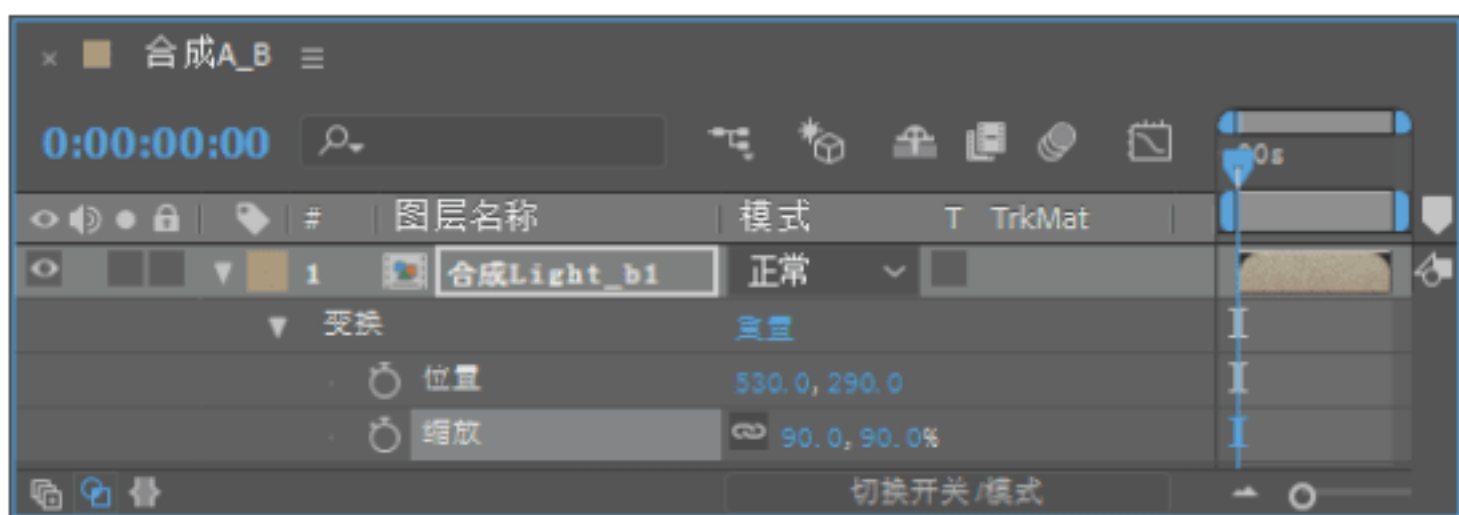 合成A_B
0:00:00:00
00s
# 图层名称 模式 T TrkMat
1 合成Light_b1 正常
变换 重置
位置 530.0, 290.0
缩放 90.0, 90.0%
切换开关/模式